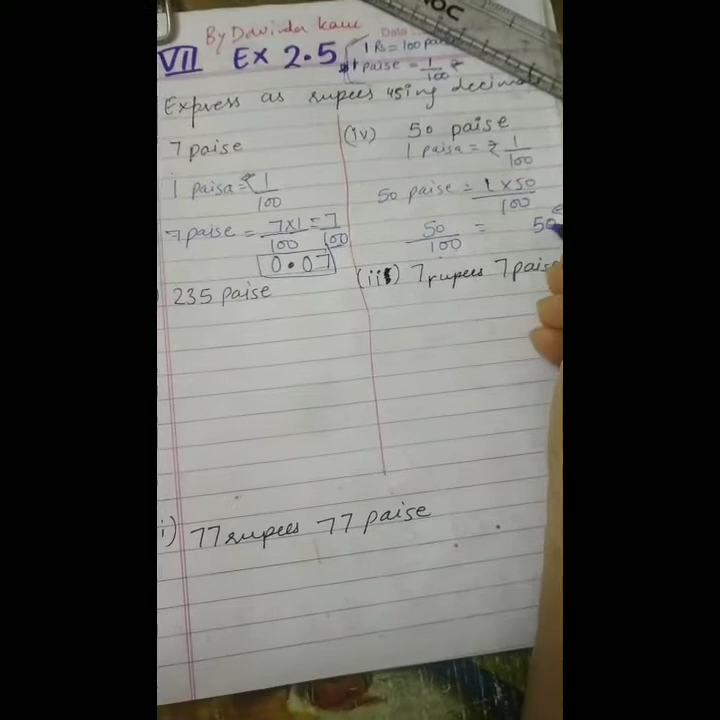 By Davinder kaur
VII Ex 2.5
1 Rs = 100 paise
1 paise = 1/100 ₹
Express as rupees using decimals
7 paise
1 paisa = ₹ 1/100
7 paise = 7×1/100 = 7/100
0.07
(iv) 50 paise
1 paisa = ₹ 1/100
50 paise = 1 × 50/100
50/100 = 50
235 paise
(iii) 7 rupees 7 paise
i) 77 rupees 77 paise